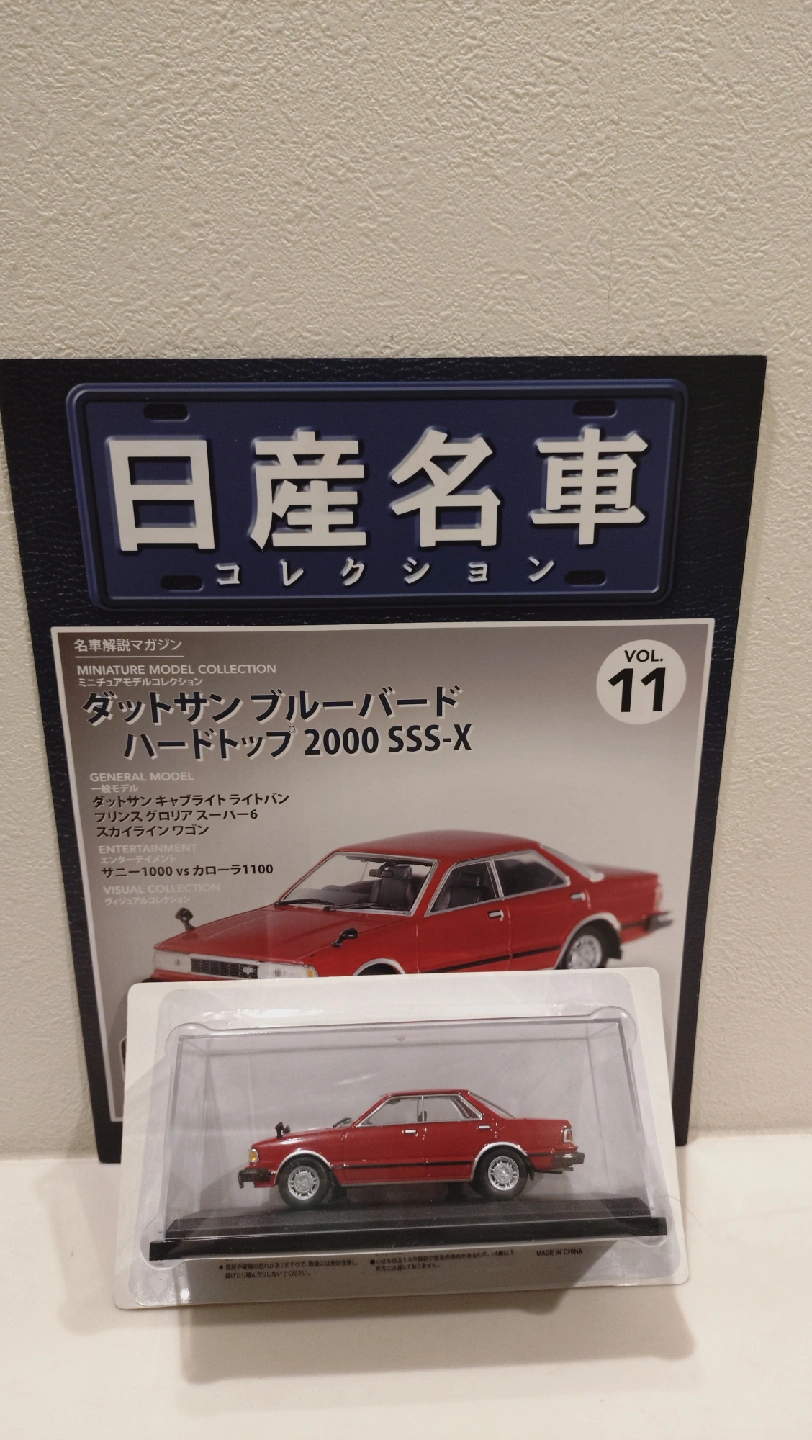 日産名車
コレクション
名車解説マガジン
VOL.
11
MINIATURE MODEL COLLECTION
ミニチュアモデルコレクション
ダットサン ブルーバード
ハードトップ 2000 SSS-X
GENERAL MODEL
一般モデル
ダットサン キャブライト ライトバン
プリンス グロリア スーパー6
スカイライン ワゴン
ENTERTAINMENT
エンターテイメント
サニー1000 vs カローラ1100
VISUAL COLLECTION
ヴィジュアルコレクション
MADE IN CHINA